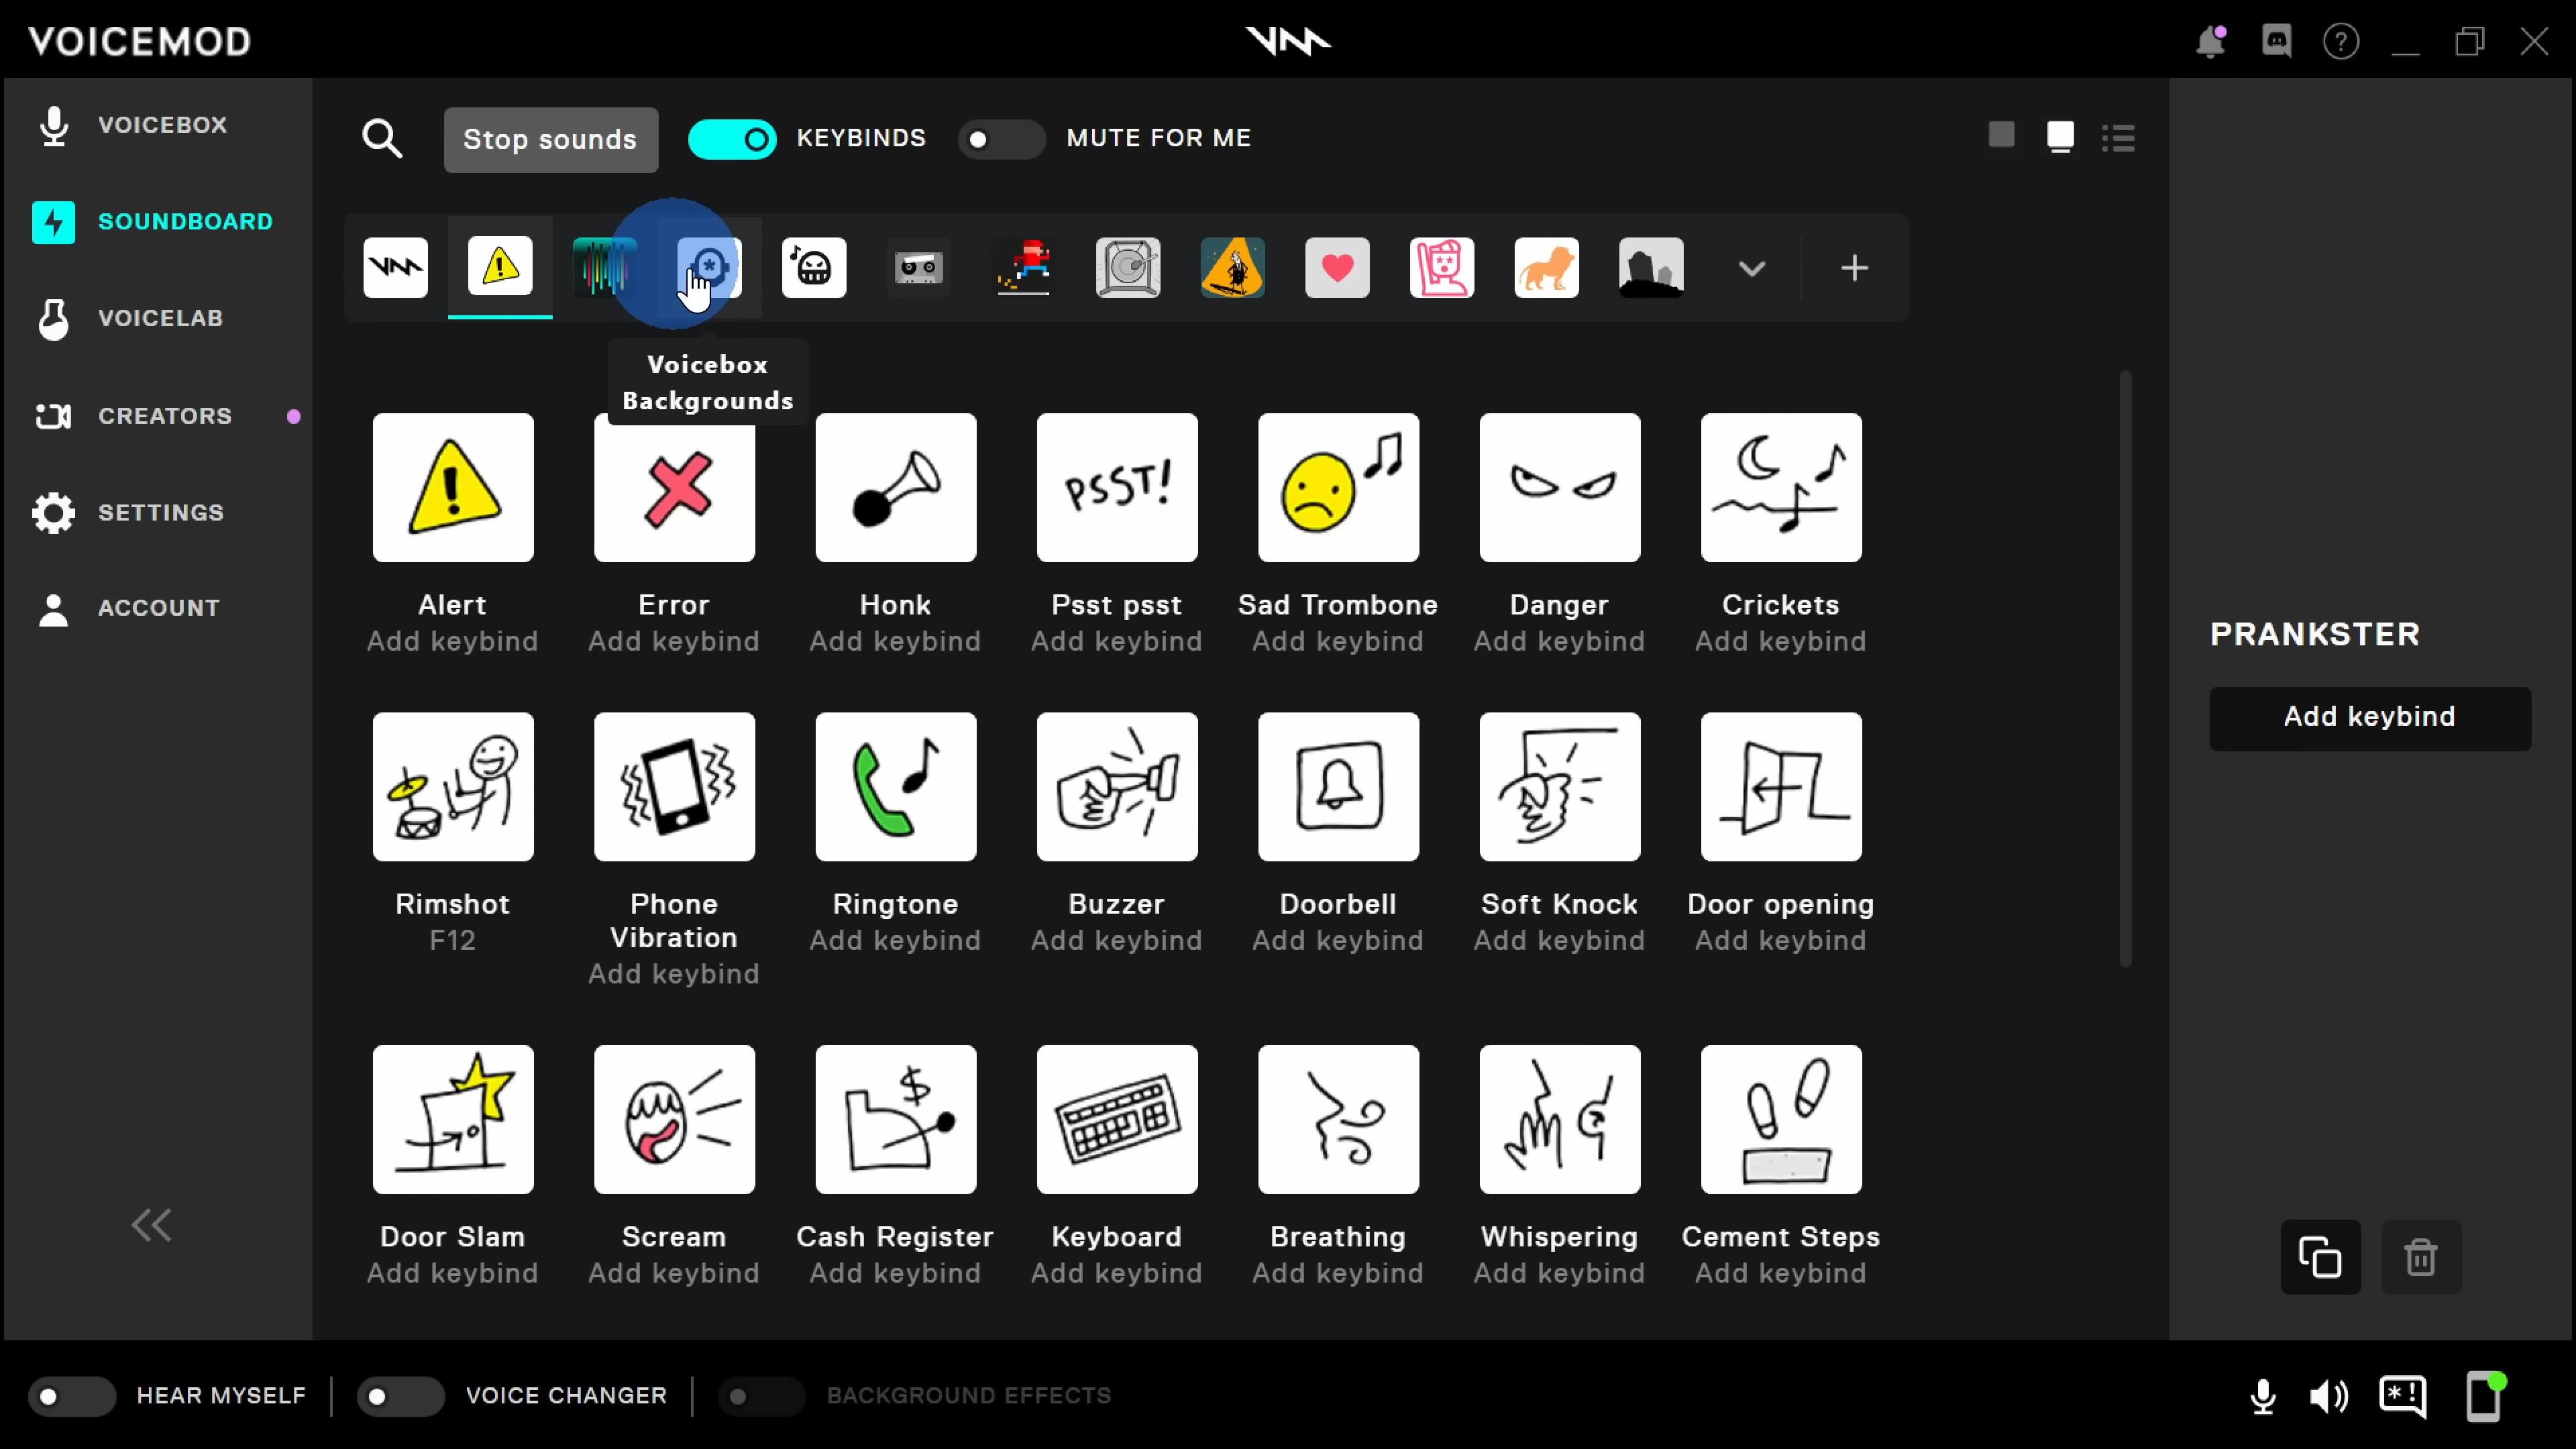 VOICEMOD
VOICEBOX
SOUNDBOARD
VOICELAB
CREATORS
SETTINGS
ACCOUNT
Stop sounds
KEYBINDS
MUTE FOR ME
Voicebox
Backgrounds
PSST!
Alert
Add keybind
Error
Add keybind
Honk
Add keybind
Psst psst
Add keybind
Sad Trombone
Add keybind
Danger
Add keybind
Crickets
Add keybind
Rimshot
F12
Phone
Vibration
Add keybind
Ringtone
Add keybind
Buzzer
Add keybind
Doorbell
Add keybind
Soft Knock
Add keybind
Door opening
Add keybind
$
Door Slam
Add keybind
Scream
Add keybind
Cash Register
Add keybind
Keyboard
Add keybind
Breathing
Add keybind
Whispering
Add keybind
Cement Steps
Add keybind
PRANKSTER
Add keybind
HEAR MYSELF
VOICE CHANGER
BACKGROUND EFFECTS